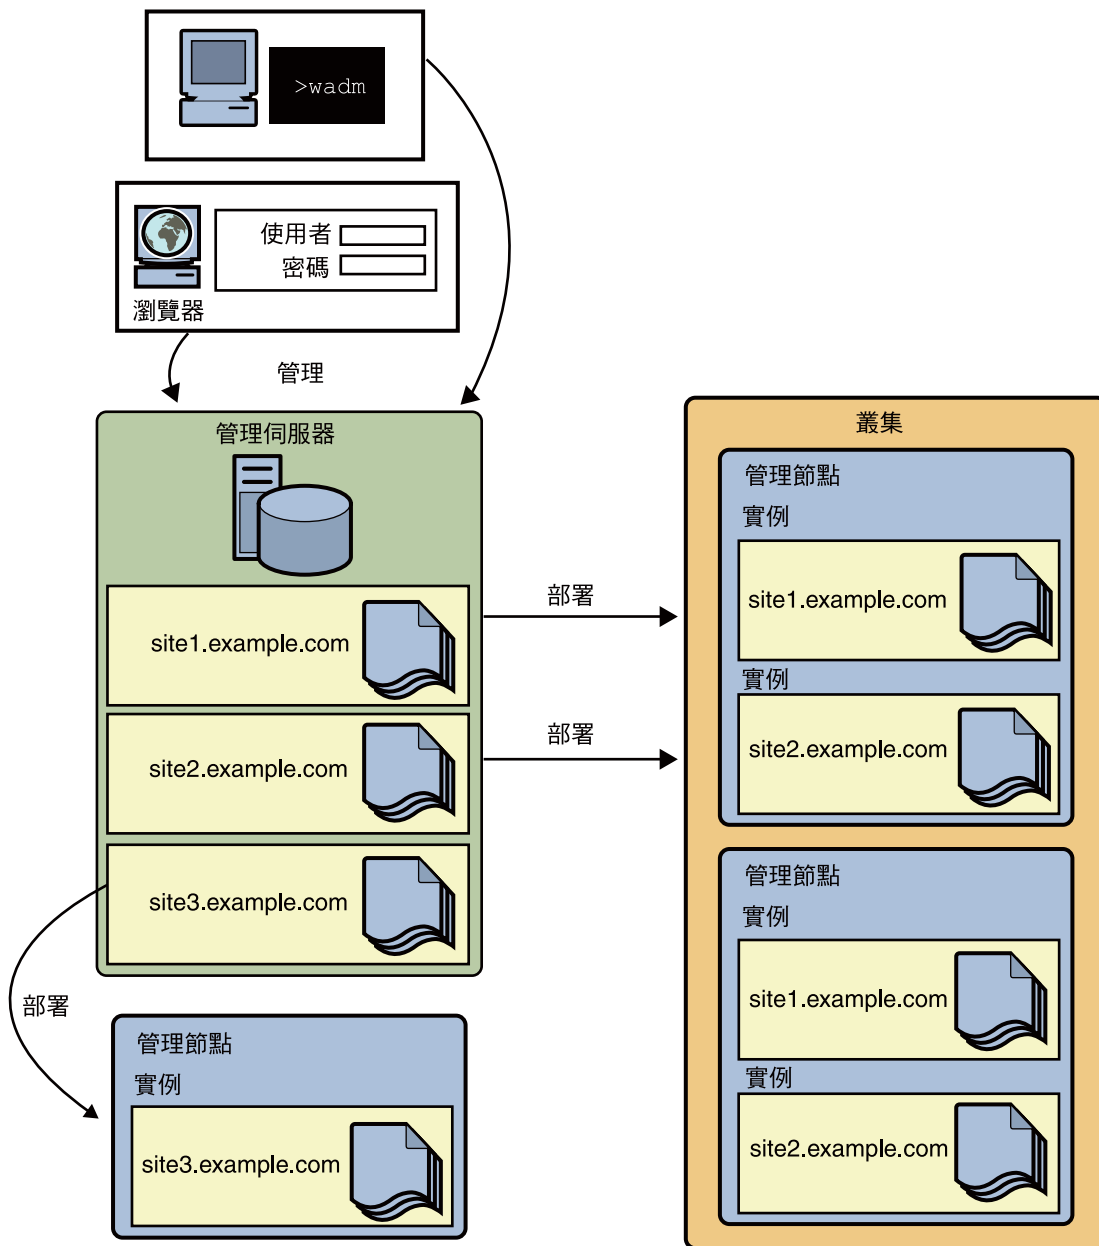 >wadm
使用者
密碼
瀏覽器
管理
管理伺服器
site1.example.com
site2.example.com
site3.example.com
部署
部署
部署
管理節點
實例
site3.example.com
叢集
管理節點
實例
site1.example.com
實例
site2.example.com
管理節點
實例
site1.example.com
實例
site2.example.com